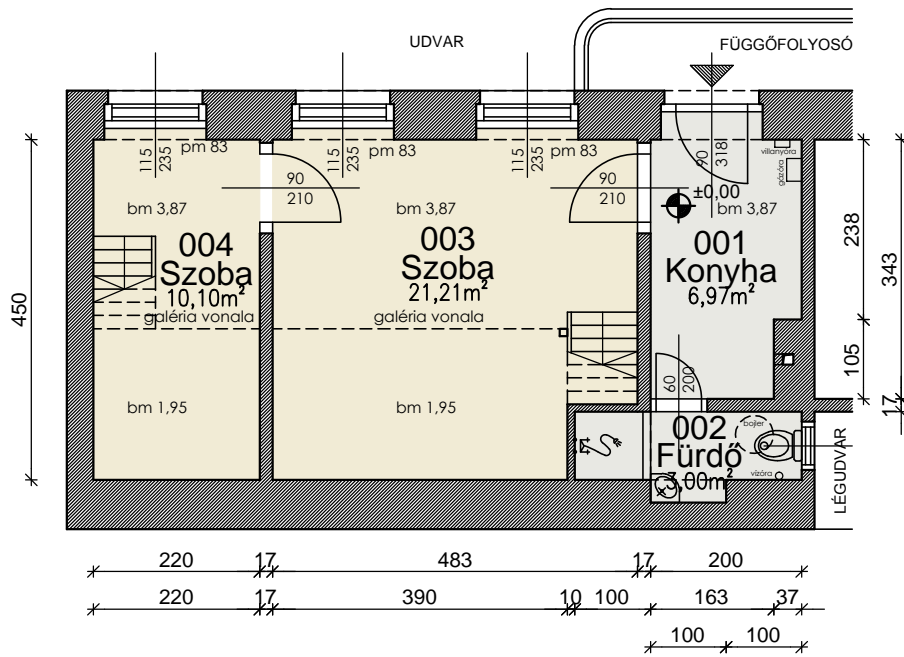 UDVAR
FÜGGŐFOLYOSÓ
115
235
pm 83
115
235
pm 83
115
235
pm 83
90
318
villanyóra
gázóra
90
210
90
210
±0,00
bm 3,87
bm 3,87
bm 3,87
004
Szoba
10,10m²
galéria vonala
003
Szoba
21,21m²
galéria vonala
001
Konyha
6,97m²
450
238
343
105
17
60
200
bm 1,95
bm 1,95
002
Fürdő
3,00m²
bojler
vízóra
LÉGUDVAR
220 17 483 17 200
220 17 390 10 100 163 37
100 100